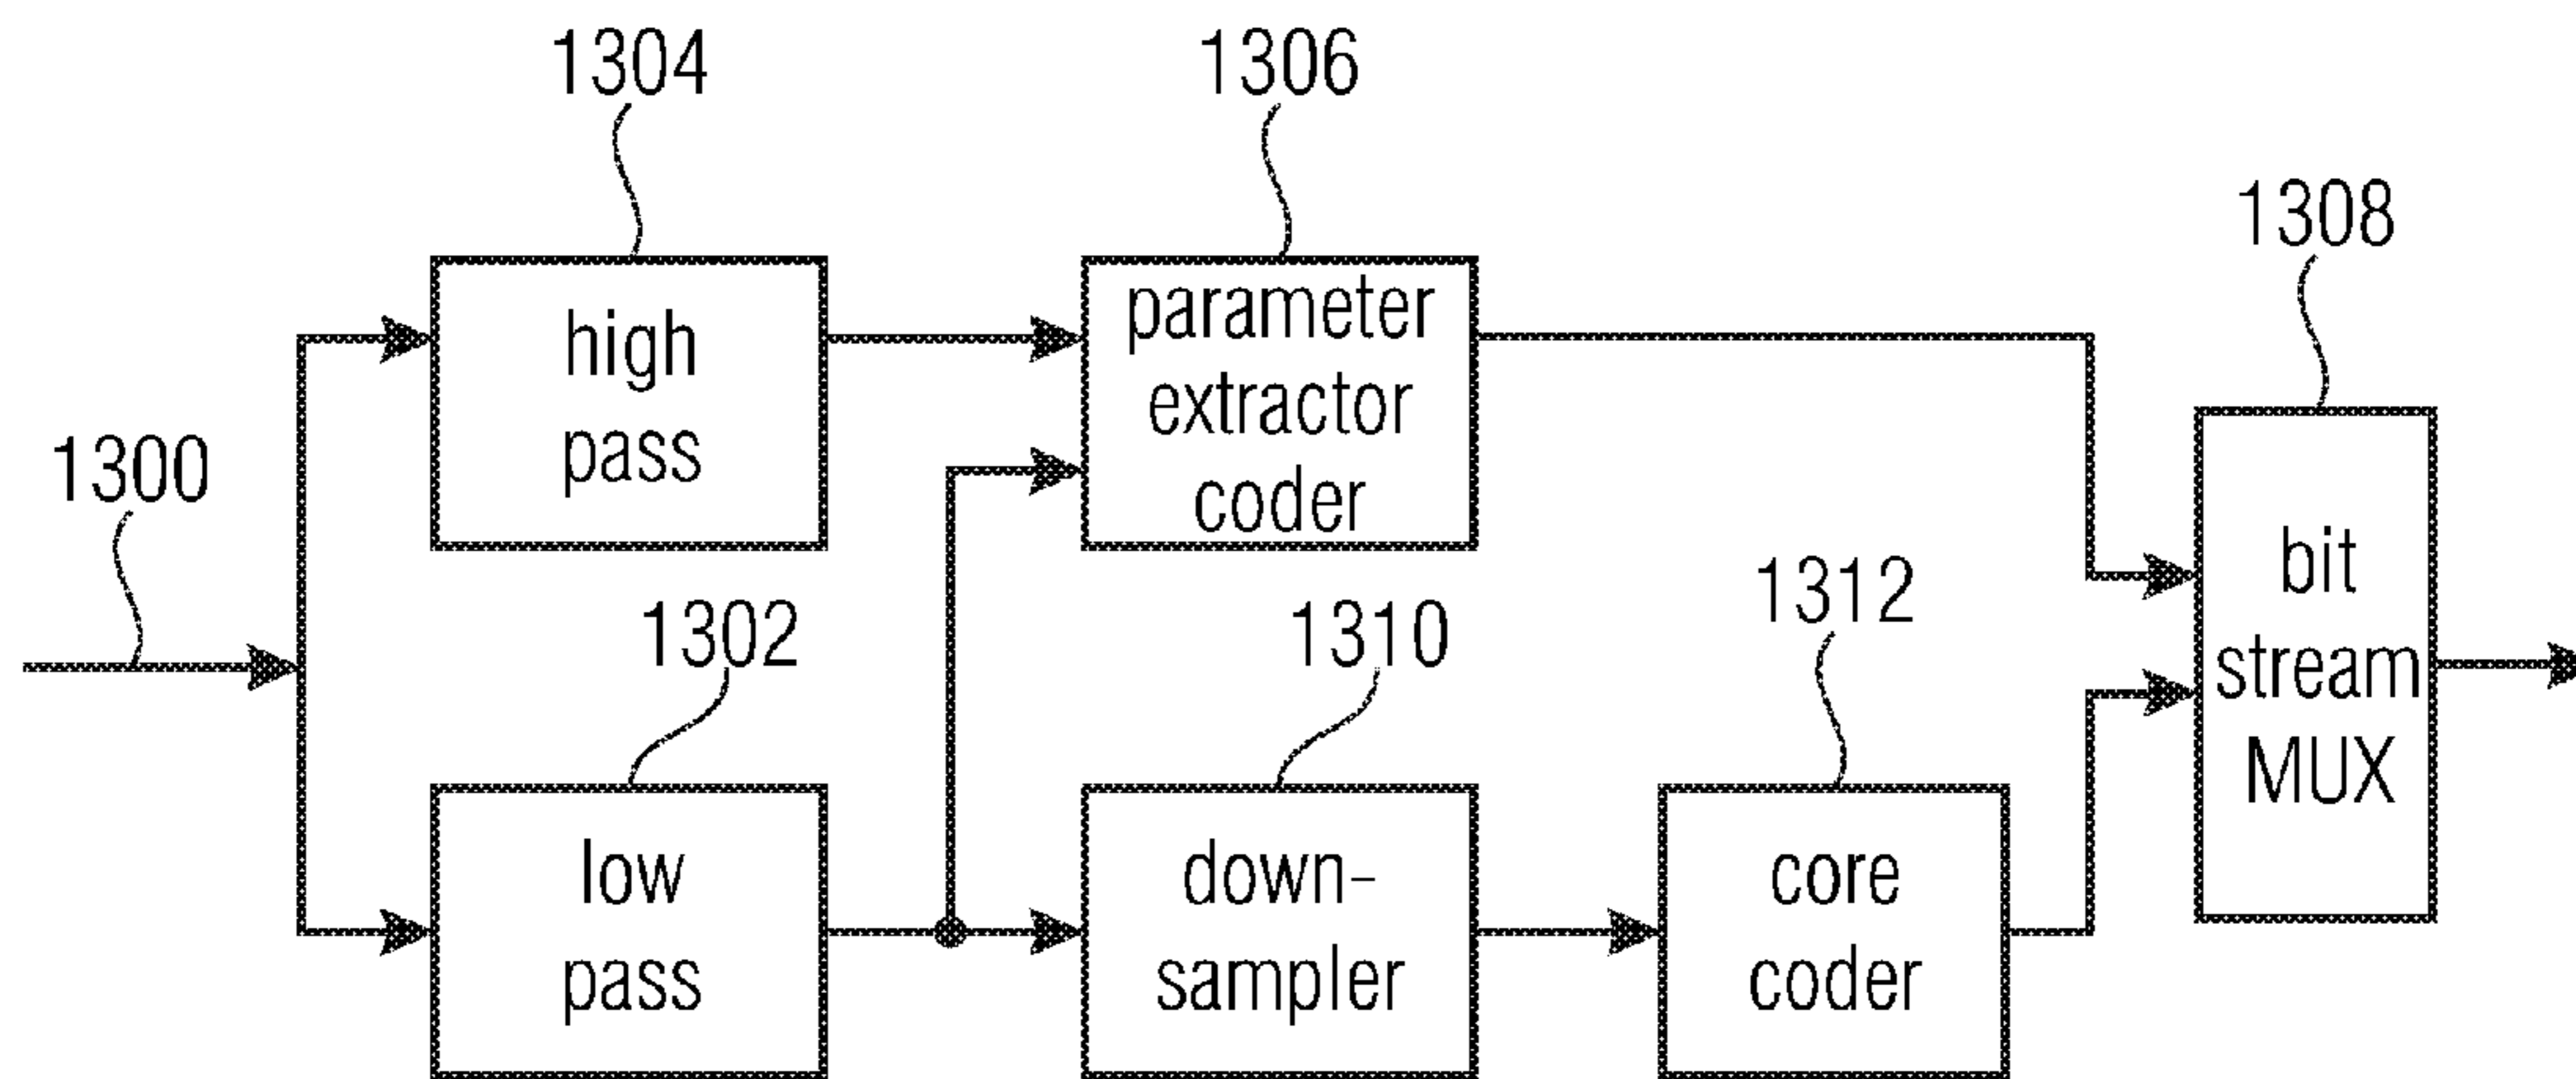 1304
1306
1308
high
pass
parameter
extractor
coder
1300
1302
1310
1312
bit
stream
MUX
low
pass
down-
sampler
core
coder